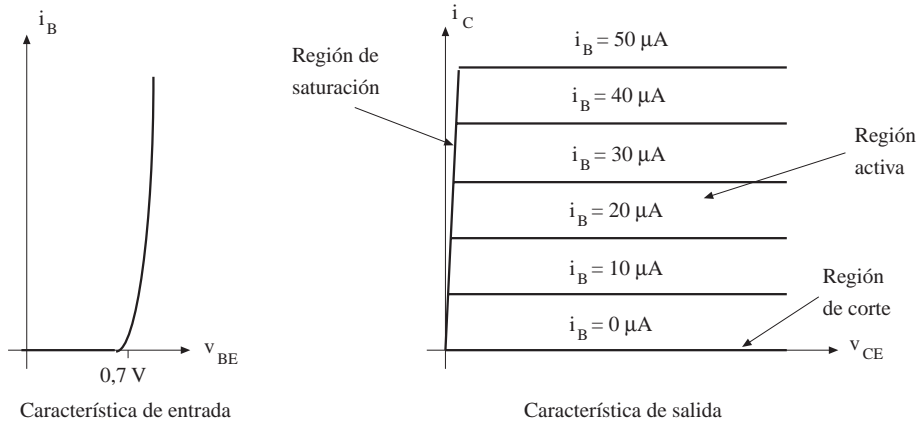 i B
v BE
0,7 V
Característica de entrada
i C
Región de
saturación
i B = 50 µA
i B = 40 µA
i B = 30 µA
i B = 20 µA
i B = 10 µA
i B = 0 µA
Región
activa
Región
de corte
v CE
Característica de salida